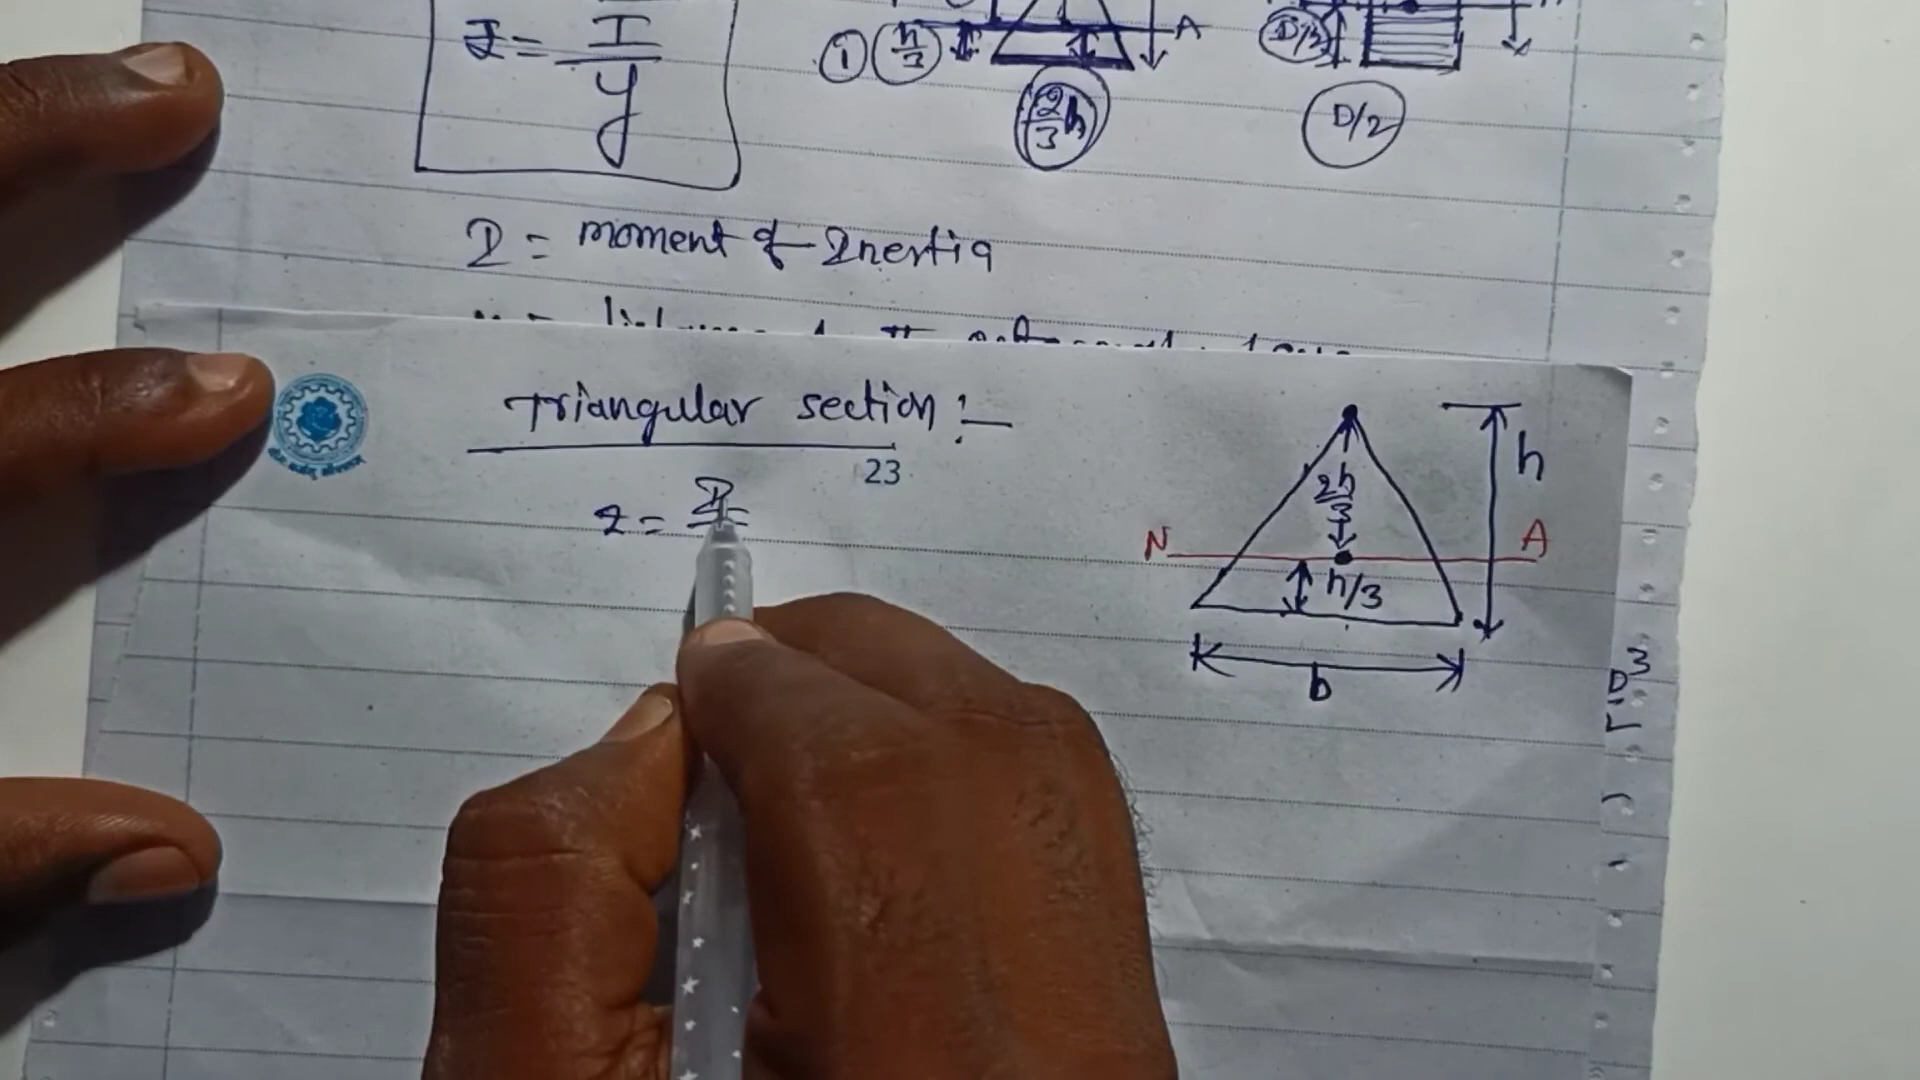 Z = I/y
① h/3
2/3 h
A
D/2
D/2
I = moment of Inertia
Triangular section :-
23
Z = I
h
2h/3
N A
h/3
b